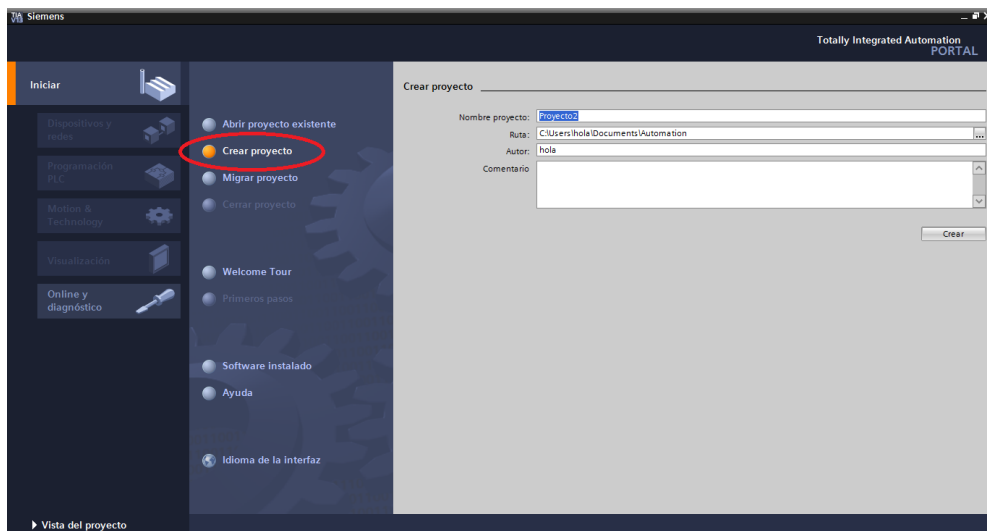 Siemens
Totally Integrated Automation
PORTAL
Iniciar
Dispositivos y
redes
Programación
PLC
Motion &
Technology
Visualización
Online y
diagnóstico
Abrir proyecto existente
Crear proyecto
Migrar proyecto
Cerrar proyecto
Welcome Tour
Primeros pasos
Software instalado
Ayuda
Idioma de la interfaz
Crear proyecto
Nombre proyecto: Proyecto2
Ruta: C:\Users\hola\Documents\Automation ...
Autor: hola
Comentario
Crear
Vista del proyecto